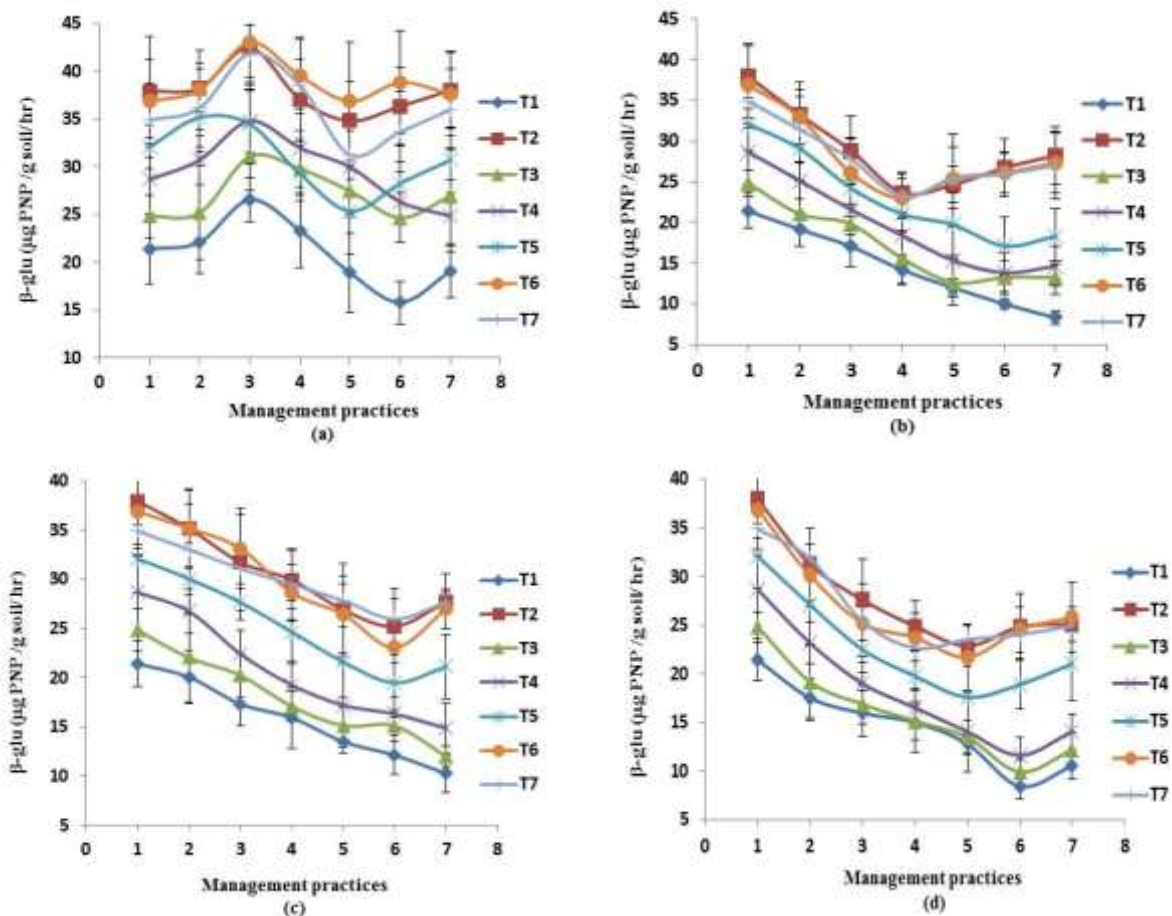 β-glu (µg PNP /g soil/ hr)
45
40
35
30
25
20
15
10
0 1 2 3 4 5 6 7 8
Management practices
(a)
T1
T2
T3
T4
T5
T6
T7
β-glu (µg PNP /g soil/ hr)
45
40
35
30
25
20
15
10
5
0 1 2 3 4 5 6 7 8
Management practices
(b)
T1
T2
T3
T4
T5
T6
T7
β-glu (µg PNP /g soil/ hr)
40
35
30
25
20
15
10
5
0 1 2 3 4 5 6 7 8
Management practices
(c)
T1
T2
T3
T4
T5
T6
T7
β-glu (µg PNP /g soil/ hr)
40
35
30
25
20
15
10
5
0 1 2 3 4 5 6 7 8
Management practices
(d)
T1
T2
T3
T4
T5
T6
T7